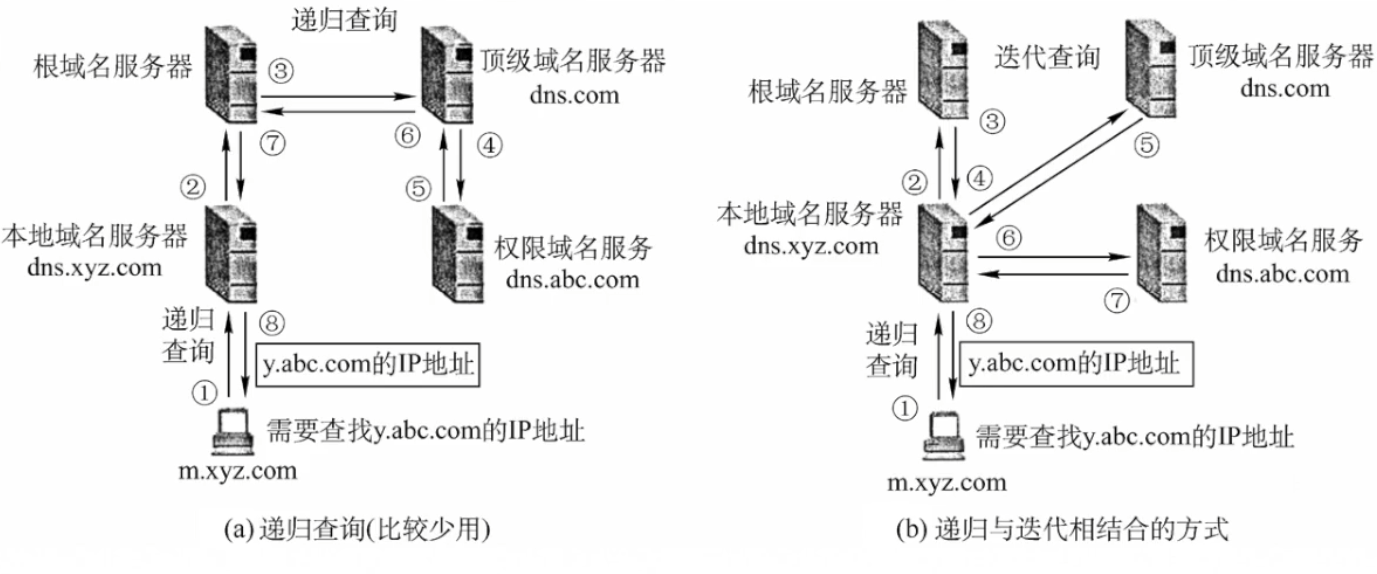 递归查询
根域名服务器
③
顶级域名服务器
dns.com
⑦
⑥
④
②
⑤
本地域名服务器
dns.xyz.com
权限域名服务
dns.abc.com
递归
查询
⑧
y.abc.com的IP地址
①
需要查找y.abc.com的IP地址
m.xyz.com
(a) 递归查询(比较少用)
迭代查询
根域名服务器
顶级域名服务器
dns.com
③
⑤
②
④
本地域名服务器
dns.xyz.com
⑥
权限域名服务
dns.abc.com
⑦
递归
查询
⑧
y.abc.com的IP地址
①
需要查找y.abc.com的IP地址
m.xyz.com
(b) 递归与迭代相结合的方式